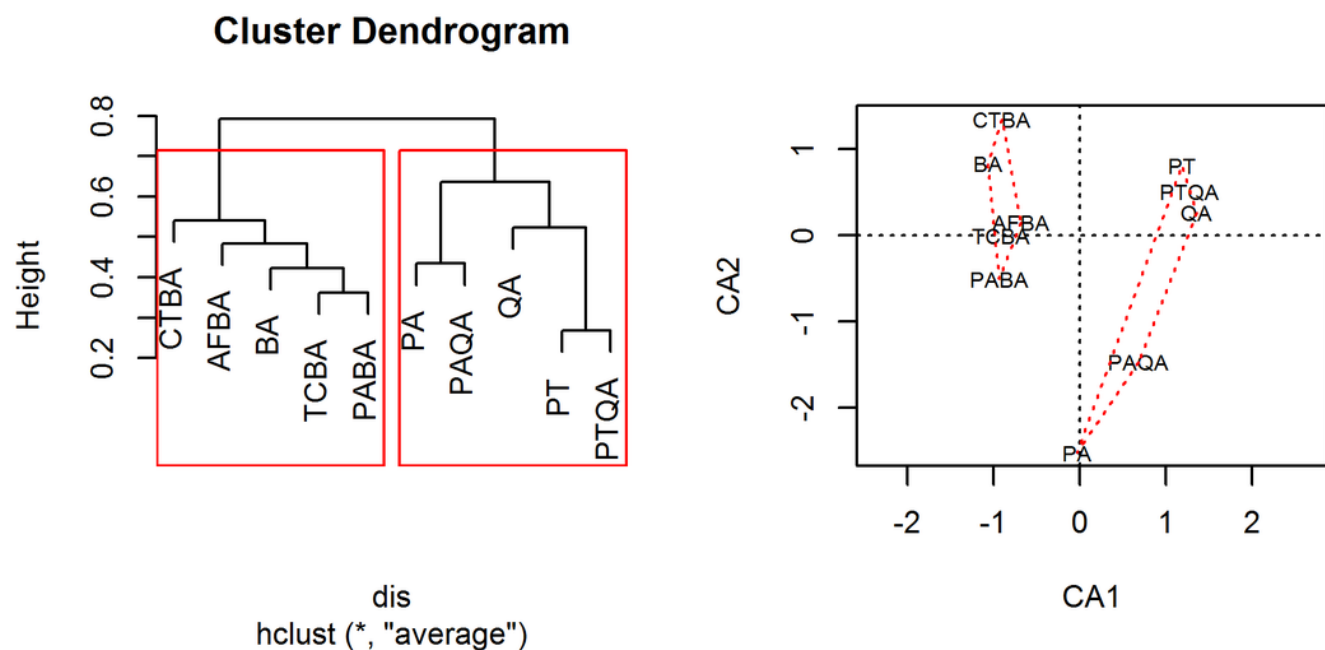 Cluster Dendrogram
Height
0.8
0.6
0.4
0.2
CTBA
AFBA
BA
TCBA
PABA
PA
PAQA
QA
PT
PTQA
dis
hclust (*, "average")
CA2
1
0
-1
-2
CTBA
BA
AFBA
TCBA
PABA
PT
PTQA
QA
PAQA
PA
-2 -1 0 1 2
CA1